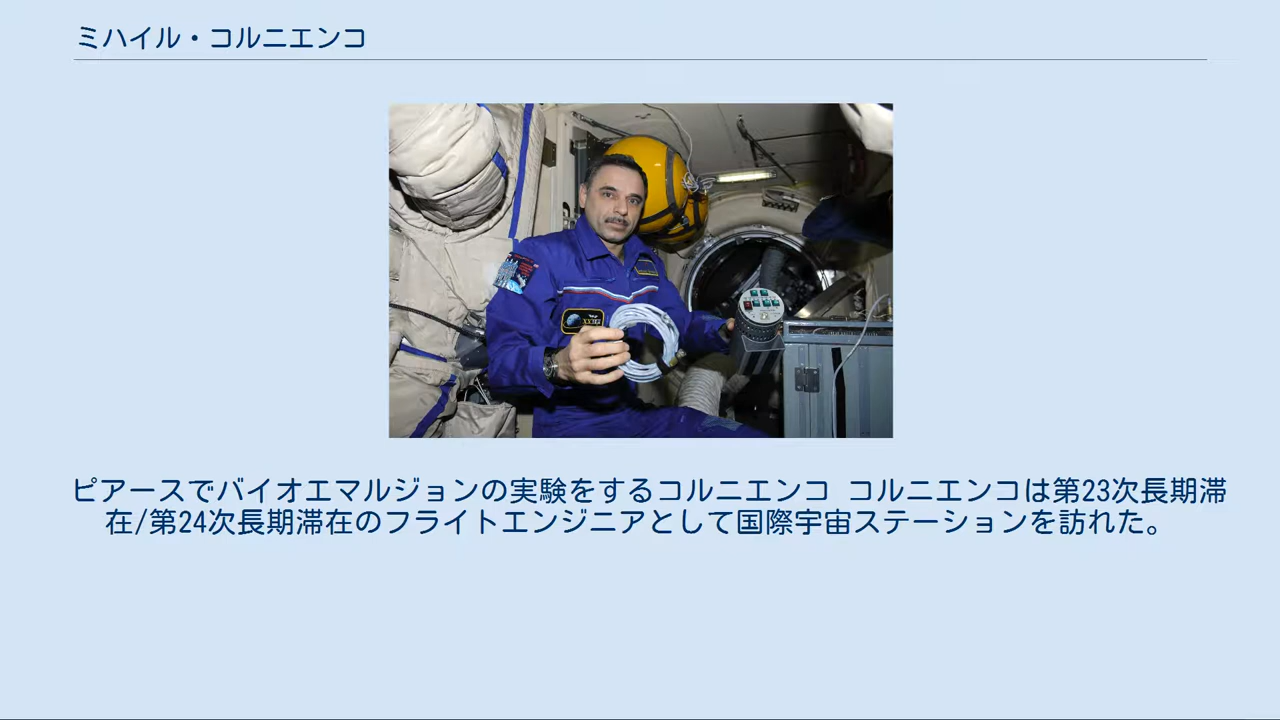 ミハイル・コルニエンコ
ピアースでバイオエマルジョンの実験をするコルニエンコ コルニエンコは第23次長期滞
在/第24次長期滞在のフライトエンジニアとして国際宇宙ステーションを訪れた。